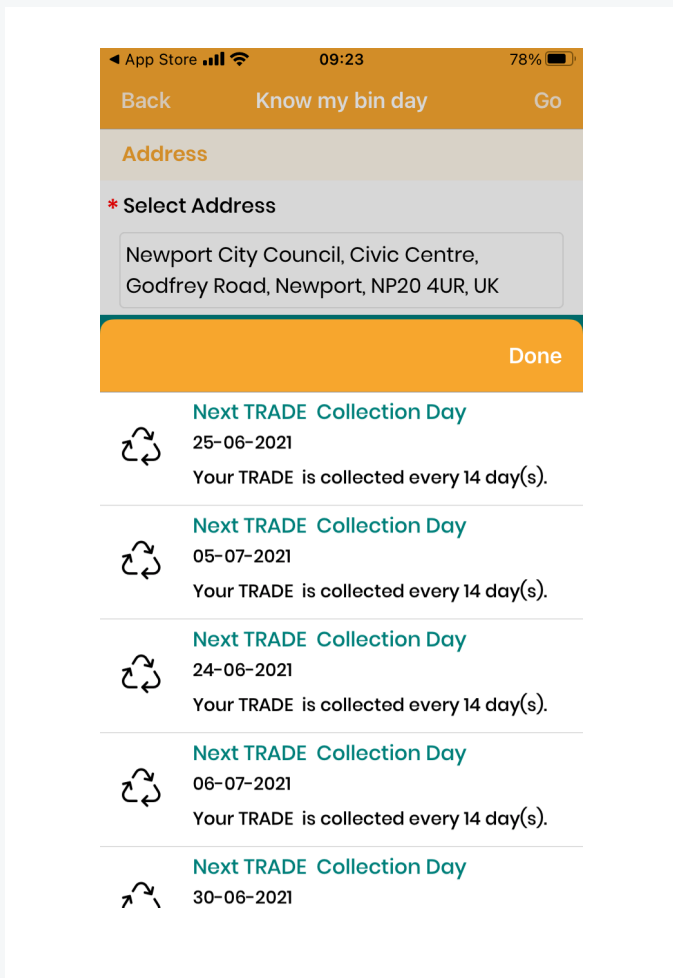 App Store 09:23 78%
Back Know my bin day Go
Address
* Select Address
Newport City Council, Civic Centre,
Godfrey Road, Newport, NP20 4UR, UK
Done
Next TRADE Collection Day
25-06-2021
Your TRADE is collected every 14 day(s).
Next TRADE Collection Day
05-07-2021
Your TRADE is collected every 14 day(s).
Next TRADE Collection Day
24-06-2021
Your TRADE is collected every 14 day(s).
Next TRADE Collection Day
06-07-2021
Your TRADE is collected every 14 day(s).
Next TRADE Collection Day
30-06-2021